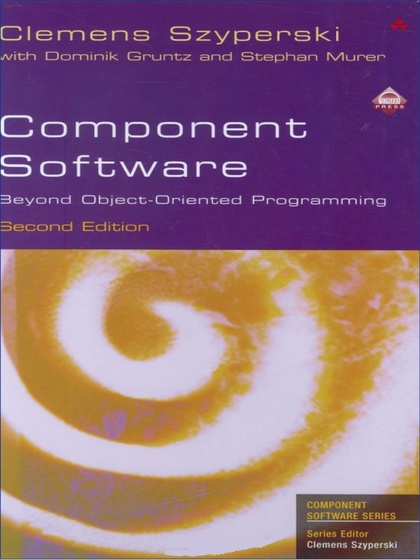 Clemens Szyperski
with Dominik Gruntz and Stephan Murer
PRESS
Component
Software
Beyond Object-Oriented Programming
Second Edition
COMPONENT
SOFTWARE SERIES
Series Editor
Clemens Szyperski